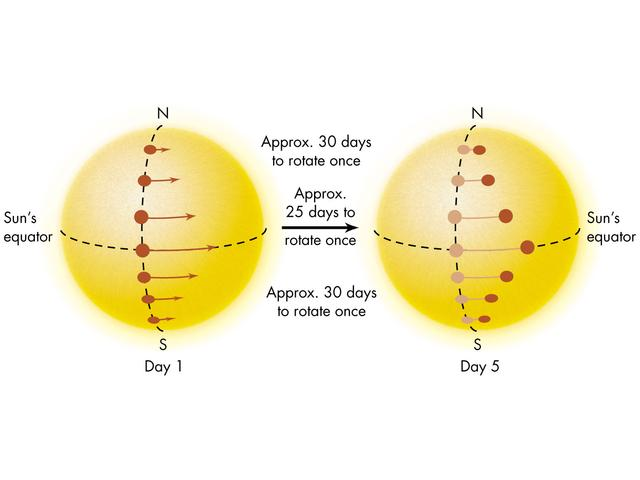 N
Sun's
equator
S
Day 1
Approx. 30 days
to rotate once
Approx.
25 days to
rotate once
Approx. 30 days
to rotate once
N
Sun's
equator
S
Day 5